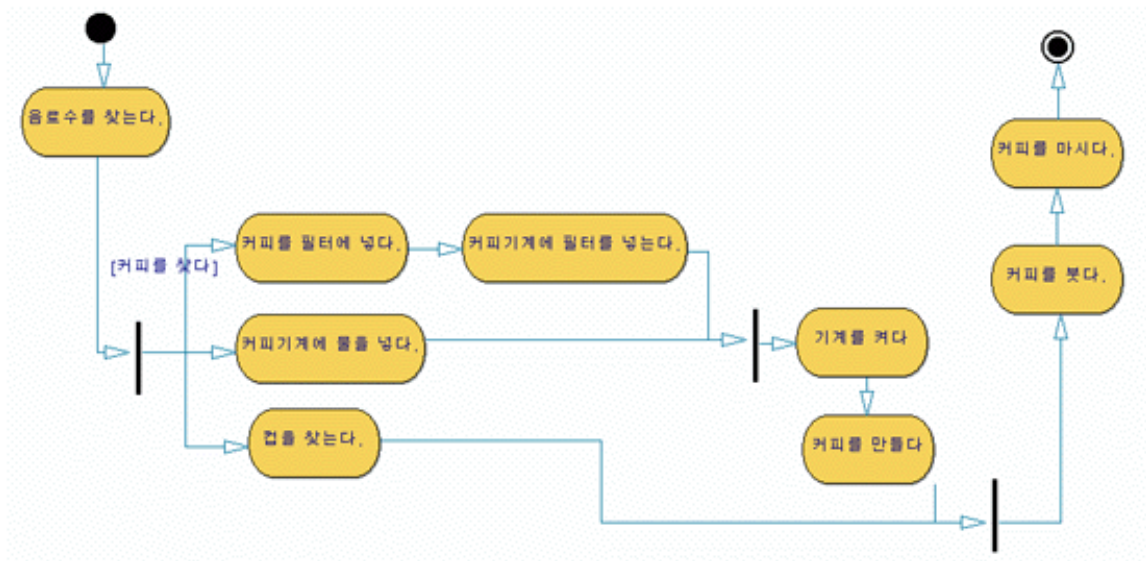 음료수를 찾는다.
커피를 마시다.
커피를 필터에 넣다.
커피기계에 필터를 넣는다.
[커피를 찾다]
커피를 붓다.
커피기계에 물을 넣다.
기계를 켜다
컵을 찾는다.
커피를 만들다